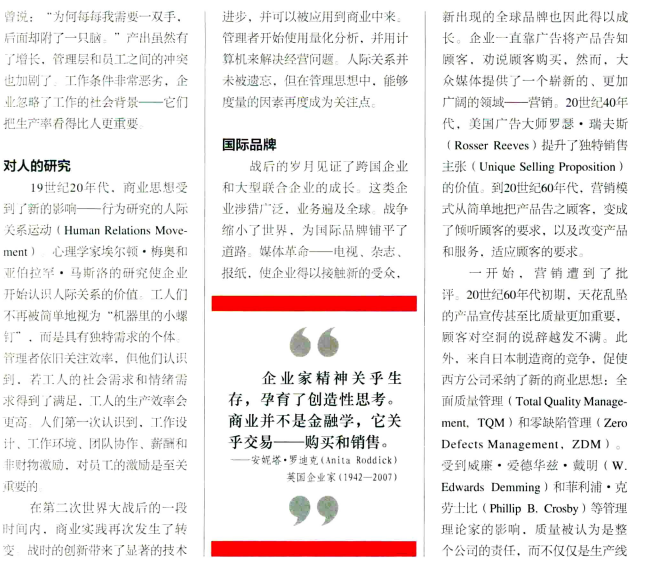 曾说：“为何每每我需要一双手，
后面却附了一只脑。”产出虽然有
了增长，管理层和员工之间的冲突
也加剧了。工作条件非常恶劣，企
业忽略了工作的社会背景——它们
把生产率看得比人更重要。
对人的研究
19世纪20年代，商业思想受
到了新的影响——行为研究的人际
关系运动（Human Relations Move-
ment）。心理学家埃尔顿·梅奥和
亚伯拉罕·马斯洛的研究使企业
开始认识人际关系的价值。工人们
不再被简单地视为“机器里的小螺
钉”，而是具有独特需求的个体。
管理者依旧关注效率，但他们认识
到，若工人的社会需求和情绪需
求得到了满足，工人的生产效率会
更高。人们第一次认识到，工作设
计、工作环境、团队协作、薪酬和
非财物激励，对员工的激励是至关
重要的。
在第二次世界大战后的一段
时间内，商业实践再次发生了转
变。战时的创新带来了显著的技术
进步，并可以被应用到商业中来。
管理者开始使用量化分析，并用计
算机来解决经营问题。人际关系并
未被遗忘，但在管理思想中，能够
度量的因素再度成为关注点。
国际品牌
战后的岁月见证了跨国企业
和大型联合企业的成长。这类企
业涉猎广泛，业务遍及全球。战争
缩小了世界，为国际品牌铺平了
道路。媒体革命——电视、杂志、
报纸，使企业得以接触新的受众，
企业家精神关乎生
存，孕育了创造性思考。
商业并不是金融学，它关
乎交易——购买和销售。
——安妮塔·罗迪克(Anita Roddick)
英国企业家(1942—2007)
新出现的全球品牌也因此得以成
长。企业一直靠广告将产品告知
顾客，劝说顾客购买，然而，大
众媒体提供了一个崭新的、更加
广阔的领域——营销。20世纪40年
代，美国广告大师罗瑟·瑞夫斯
（Rosser Reeves）提升了独特销售
主张（Unique Selling Proposition）
的价值。到20世纪60年代，营销模
式从简单地把产品告之顾客，变成
了倾听顾客的要求，以及改变产品
和服务，适应顾客的要求。
一开始，营销遭到了批
评。20世纪60年代初期，天花乱坠
的产品宣传甚至比质量更加重要，
顾客对空洞的说辞越发不满。此
外，来自日本制造商的竞争，促使
西方公司采纳了新的商业思想：全
面质量管理（Total Quality Manage-
ment，TQM）和零缺陷管理（Zero
Defects Management，ZDM）。
受到威廉·爱德华兹·戴明（W.
Edwards Demming）和菲利浦·克
劳士比（Phillip B. Crosby）等管理
理论家的影响，质量被认为是整
个公司的责任，而不仅仅是生产线